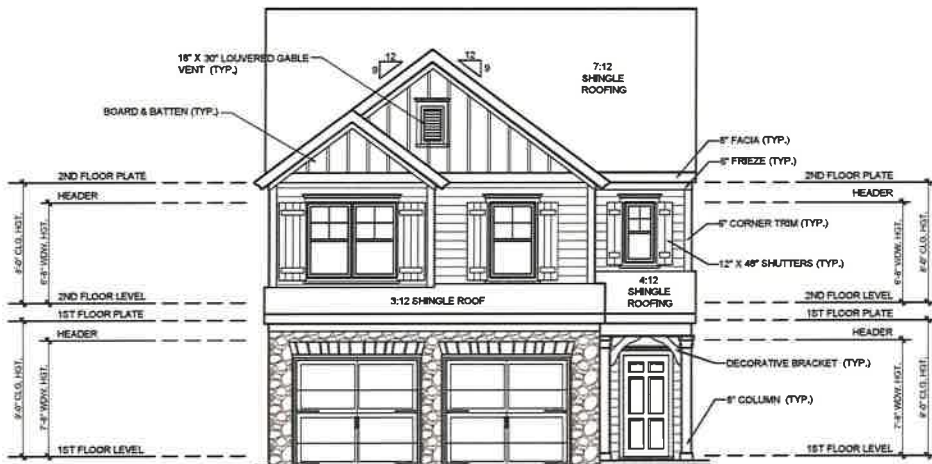 12
12
9
9
16" X 30" LOUVERED GABLE
VENT (TYP.)
7:12
SHINGLE
ROOFING
BOARD & BATTEN (TYP.)
8" FACIA (TYP.)
6" FRIEZE (TYP.)
2ND FLOOR PLATE
2ND FLOOR PLATE
HEADER
HEADER
8'-0" CLG. HGT.
6'-8" WDW. HGT.
6" CORNER TRIM (TYP.)
6'-8" WDW. HGT.
8'-0" CLG. HGT.
12" X 48" SHUTTERS (TYP.)
4:12
SHINGLE
ROOFING
2ND FLOOR LEVEL
3:12 SHINGLE ROOF
2ND FLOOR LEVEL
1ST FLOOR PLATE
1ST FLOOR PLATE
HEADER
HEADER
DECORATIVE BRACKET (TYP.)
9'-0" CLG. HGT.
7'-8" WDW. HGT.
8" COLUMN (TYP.)
7'-8" WDW. HGT.
9'-0" CLG. HGT.
1ST FLOOR LEVEL
1ST FLOOR LEVEL